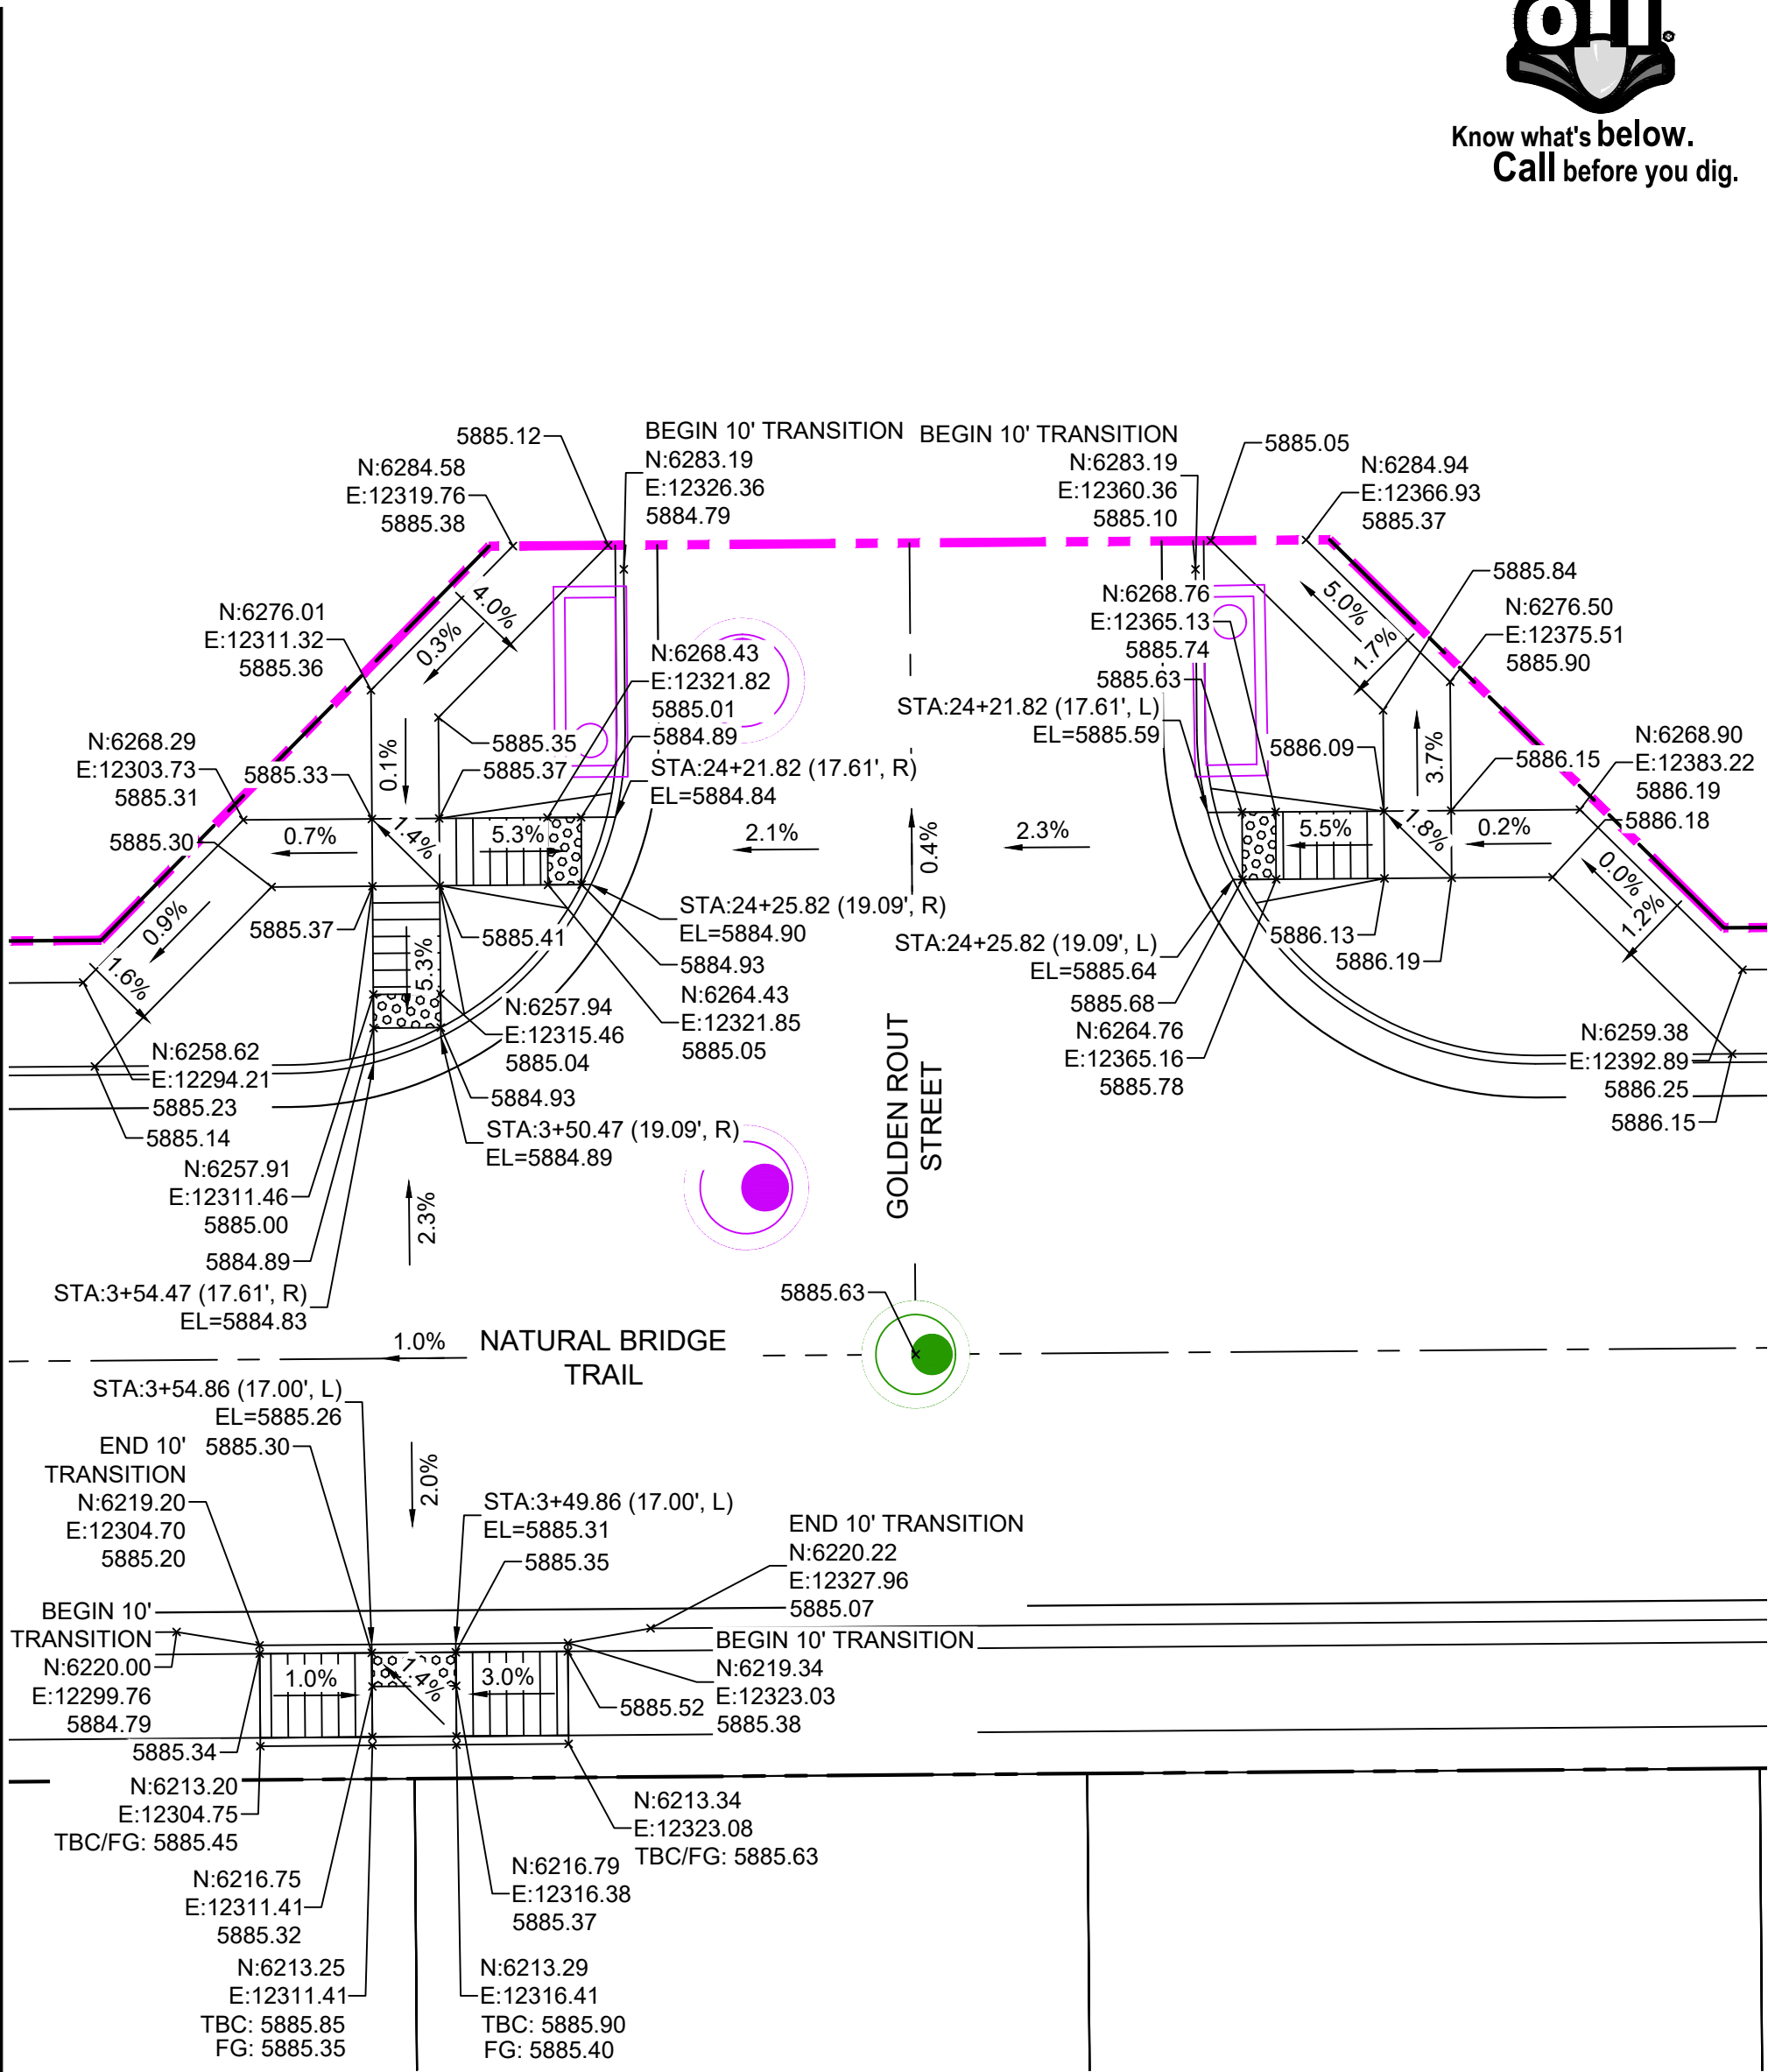 811
Know what's below.
Call before you dig.
5885.12
BEGIN 10' TRANSITION
N:6283.19
E:12326.36
5884.79
BEGIN 10' TRANSITION
N:6283.19
E:12360.36
5885.10
5885.05
N:6284.58
E:12319.76
5885.38
N:6284.94
E:12366.93
5885.37
5885.84
N:6276.01
E:12311.32
5885.36
4.0%
0.3%
N:6268.43
E:12321.82
5885.01
5884.89
N:6268.76
E:12365.13
5885.74
5885.63
5.0%
1.7%
N:6276.50
E:12375.51
5885.90
STA:24+21.82 (17.61', L)
EL=5885.59
N:6268.29
E:12303.73
5885.31
5885.33
0.1%
5885.35
5885.37
STA:24+21.82 (17.61', R)
EL=5884.84
5886.09
3.7%
5886.15
N:6268.90
E:12383.22
5886.19
5886.18
5885.30
0.7%
1.4%
5.3%
2.1%
0.4%
2.3%
5.5%
1.8%
0.2%
0.0%
1.2%
0.9%
1.6%
5885.37
5.3%
5885.41
STA:24+25.82 (19.09', R)
EL=5884.90
5884.93
N:6264.43
E:12321.85
5885.05
STA:24+25.82 (19.09', L)
EL=5885.64
5885.68
N:6264.76
E:12365.16
5885.78
5886.13
5886.19
N:6257.94
E:12315.46
5885.04
N:6258.62
E:12294.21
5885.23
5885.14
5884.93
STA:3+50.47 (19.09', R)
EL=5884.89
GOLDEN ROUT
STREET
N:6259.38
E:12392.89
5886.25
5886.15
N:6257.91
E:12311.46
5885.00
5884.89
STA:3+54.47 (17.61', R)
EL=5884.83
2.3%
5885.63
1.0%
NATURAL BRIDGE
TRAIL
STA:3+54.86 (17.00', L)
EL=5885.26
5885.30
END 10'
TRANSITION
N:6219.20
E:12304.70
5885.20
2.0%
STA:3+49.86 (17.00', L)
EL=5885.31
5885.35
END 10' TRANSITION
N:6220.22
E:12327.96
5885.07
BEGIN 10'
TRANSITION
N:6220.00
E:12299.76
5884.79
5885.34
1.0%
1.4%
3.0%
5885.52
BEGIN 10' TRANSITION
N:6219.34
E:12323.03
5885.38
N:6213.20
E:12304.75
TBC/FG: 5885.45
N:6213.34
E:12323.08
TBC/FG: 5885.63
N:6216.75
E:12311.41
5885.32
N:6216.79
E:12316.38
5885.37
N:6213.25
E:12311.41
TBC: 5885.85
FG: 5885.35
N:6213.29
E:12316.41
TBC: 5885.90
FG: 5885.40